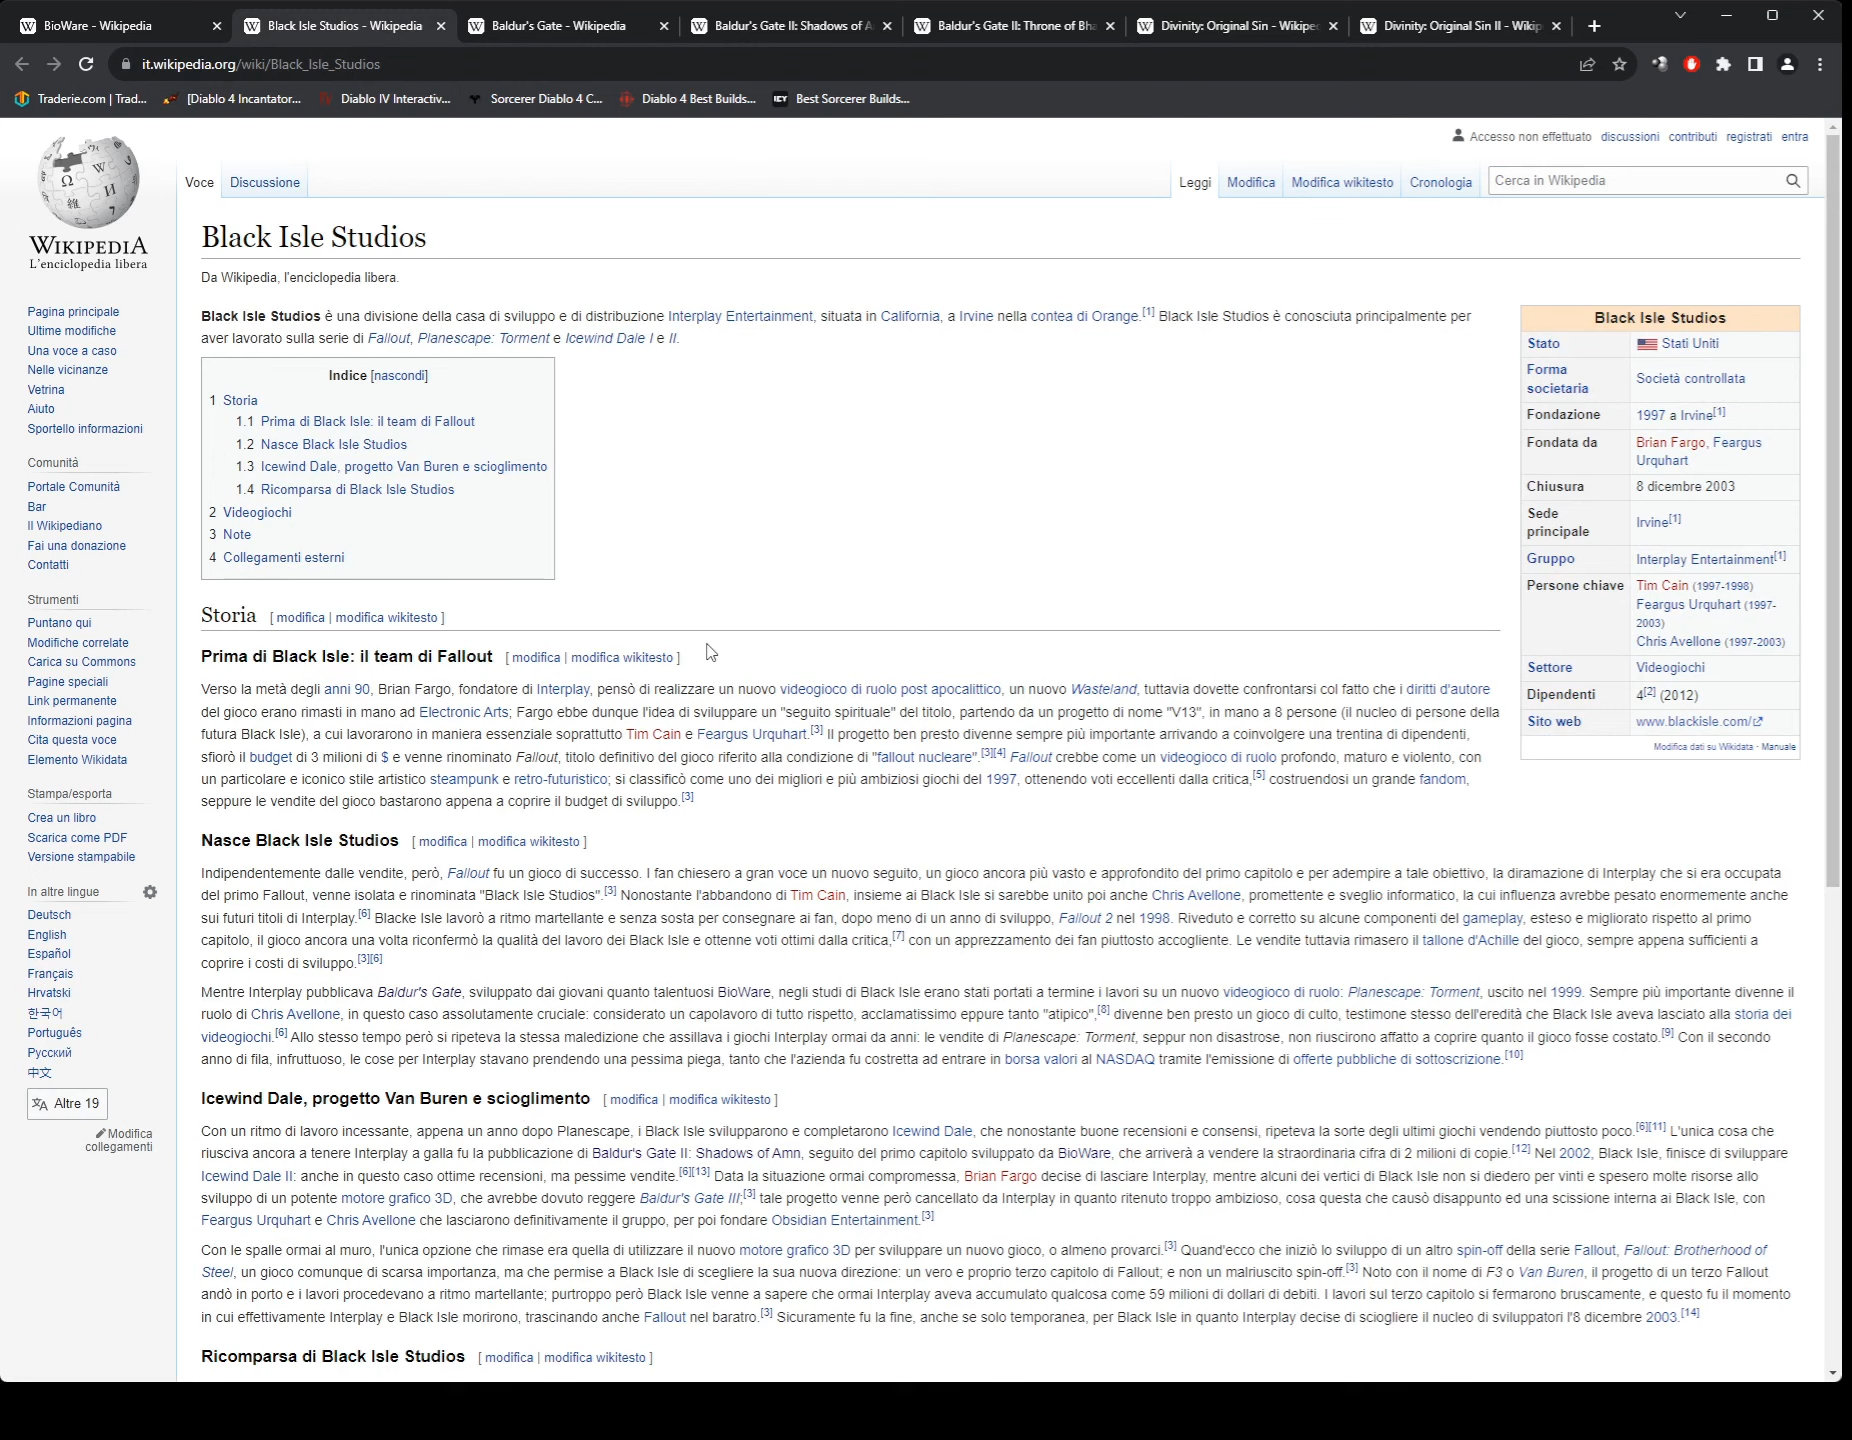 BioWare - Wikipedia
Black Isle Studios - Wikipedia
Baldur's Gate - Wikipedia
Baldur's Gate II: Shadows of A
Baldur's Gate II: Throne of Bha
Divinity: Original Sin - Wikipe
Divinity: Original Sin II - Wikip
it.wikipedia.org/wiki/Black_Isle_Studios
Traderie.com | Trad...
[Diablo 4 Incantator...
Diablo IV Interactiv...
Sorcerer Diablo 4 C...
Diablo 4 Best Builds...
Best Sorcerer Builds...
Accesso non effettuato discussioni contributi registrati entra
WIKIPEDIA
L'enciclopedia libera
Pagina principale
Ultime modifiche
Una voce a caso
Nelle vicinanze
Vetrina
Aiuto
Sportello informazioni
Comunità
Portale Comunità
Bar
Il Wikipediano
Fai una donazione
Contatti
Strumenti
Puntano qui
Modifiche correlate
Carica su Commons
Pagine speciali
Link permanente
Informazioni pagina
Cita questa voce
Elemento Wikidata
Stampa/esporta
Crea un libro
Scarica come PDF
Versione stampabile
In altre lingue
Deutsch
English
Español
Français
Hrvatski
한국어
Português
Русский
中文
Altre 19
Modifica
collegamenti
Voce Discussione
Leggi Modifica Modifica wikitesto Cronologia
Cerca in Wikipedia
Black Isle Studios
Da Wikipedia, l'enciclopedia libera.
Black Isle Studios è una divisione della casa di sviluppo e di distribuzione Interplay Entertainment, situata in California, a Irvine nella contea di Orange.[1] Black Isle Studios è conosciuta principalmente per
aver lavorato sulla serie di Fallout, Planescape: Torment e Icewind Dale I e II.
Indice [nascondi]
1 Storia
1.1 Prima di Black Isle: il team di Fallout
1.2 Nasce Black Isle Studios
1.3 Icewind Dale, progetto Van Buren e scioglimento
1.4 Ricomparsa di Black Isle Studios
2 Videogiochi
3 Note
4 Collegamenti esterni
Black Isle Studios
Stato Stati Uniti
Forma
societaria Società controllata
Fondazione 1997 a Irvine[1]
Fondata da Brian Fargo, Feargus
Urquhart
Chiusura 8 dicembre 2003
Sede
principale Irvine[1]
Gruppo Interplay Entertainment[1]
Persone chiave Tim Cain (1997-1998)
Feargus Urquhart (1997-
2003)
Chris Avellone (1997-2003)
Settore Videogiochi
Dipendenti 4[2] (2012)
Sito web www.blackisle.com/
Modifica dati su Wikidata · Manuale
Storia [ modifica | modifica wikitesto ]
Prima di Black Isle: il team di Fallout [ modifica | modifica wikitesto ]
Verso la metà degli anni 90, Brian Fargo, fondatore di Interplay, pensò di realizzare un nuovo videogioco di ruolo post apocalittico, un nuovo Wasteland, tuttavia dovette confrontarsi col fatto che i diritti d'autore
del gioco erano rimasti in mano ad Electronic Arts; Fargo ebbe dunque l'idea di sviluppare un "seguito spirituale" del titolo, partendo da un progetto di nome "V13", in mano a 8 persone (il nucleo di persone della
futura Black Isle), a cui lavorarono in maniera essenziale soprattutto Tim Cain e Feargus Urquhart.[3] Il progetto ben presto divenne sempre più importante arrivando a coinvolgere una trentina di dipendenti,
sfiorò il budget di 3 milioni di $ e venne rinominato Fallout, titolo definitivo del gioco riferito alla condizione di "fallout nucleare".[3][4] Fallout crebbe come un videogioco di ruolo profondo, maturo e violento, con
un particolare e iconico stile artistico steampunk e retro-futuristico; si classificò come uno dei migliori e più ambiziosi giochi del 1997, ottenendo voti eccellenti dalla critica,[5] costruendosi un grande fandom,
seppure le vendite del gioco bastarono appena a coprire il budget di sviluppo.[3]
Nasce Black Isle Studios [ modifica | modifica wikitesto ]
Indipendentemente dalle vendite, però, Fallout fu un gioco di successo. I fan chiesero a gran voce un nuovo seguito, un gioco ancora più vasto e approfondito del primo capitolo e per adempire a tale obiettivo, la diramazione di Interplay che si era occupata
del primo Fallout, venne isolata e rinominata "Black Isle Studios".[3] Nonostante l'abbandono di Tim Cain, insieme ai Black Isle si sarebbe unito poi anche Chris Avellone, promettente e sveglio informatico, la cui influenza avrebbe pesato enormemente anche
sui futuri titoli di Interplay.[6] Blacke Isle lavorò a ritmo martellante e senza sosta per consegnare ai fan, dopo meno di un anno di sviluppo, Fallout 2 nel 1998. Riveduto e corretto su alcune componenti del gameplay, esteso e migliorato rispetto al primo
capitolo, il gioco ancora una volta riconfermò la qualità del lavoro dei Black Isle e ottenne voti ottimi dalla critica,[7] con un apprezzamento dei fan piuttosto accogliente. Le vendite tuttavia rimasero il tallone d'Achille del gioco, sempre appena sufficienti a
coprire i costi di sviluppo.[3][6]
Mentre Interplay pubblicava Baldur's Gate, sviluppato dai giovani quanto talentuosi BioWare, negli studi di Black Isle erano stati portati a termine i lavori su un nuovo videogioco di ruolo: Planescape: Torment, uscito nel 1999. Sempre più importante divenne il
ruolo di Chris Avellone, in questo caso assolutamente cruciale: considerato un capolavoro di tutto rispetto, acclamatissimo eppure tanto "atipico",[8] divenne ben presto un gioco di culto, testimone stesso dell'eredità che Black Isle aveva lasciato alla storia dei
videogiochi.[6] Allo stesso tempo però si ripeteva la stessa maledizione che assillava i giochi Interplay ormai da anni: le vendite di Planescape: Torment, seppur non disastrose, non riuscirono affatto a coprire quanto il gioco fosse costato.[9] Con il secondo
anno di fila, infruttuoso, le cose per Interplay stavano prendendo una pessima piega, tanto che l'azienda fu costretta ad entrare in borsa valori al NASDAQ tramite l'emissione di offerte pubbliche di sottoscrizione.[10]
Icewind Dale, progetto Van Buren e scioglimento [ modifica | modifica wikitesto ]
Con un ritmo di lavoro incessante, appena un anno dopo Planescape, i Black Isle svilupparono e completarono Icewind Dale, che nonostante buone recensioni e consensi, ripeteva la sorte degli ultimi giochi vendendo piuttosto poco.[6][11] L'unica cosa che
riusciva ancora a tenere Interplay a galla fu la pubblicazione di Baldur's Gate II: Shadows of Amn, seguito del primo capitolo sviluppato da BioWare, che arriverà a vendere la straordinaria cifra di 2 milioni di copie.[12] Nel 2002, Black Isle, finisce di sviluppare
Icewind Dale II: anche in questo caso ottime recensioni, ma pessime vendite.[6][13] Data la situazione ormai compromessa, Brian Fargo decise di lasciare Interplay, mentre alcuni dei vertici di Black Isle non si diedero per vinti e spesero molte risorse allo
sviluppo di un potente motore grafico 3D, che avrebbe dovuto reggere Baldur's Gate III;[3] tale progetto venne però cancellato da Interplay in quanto ritenuto troppo ambizioso, cosa questa che causò disappunto ed una scissione interna ai Black Isle, con
Feargus Urquhart e Chris Avellone che lasciarono definitivamente il gruppo, per poi fondare Obsidian Entertainment.[3]
Con le spalle ormai al muro, l'unica opzione che rimase era quella di utilizzare il nuovo motore grafico 3D per sviluppare un nuovo gioco, o almeno provarci.[3] Quand'ecco che iniziò lo sviluppo di un altro spin-off della serie Fallout, Fallout: Brotherhood of
Steel, un gioco comunque di scarsa importanza, ma che permise a Black Isle di scegliere la sua nuova direzione: un vero e proprio terzo capitolo di Fallout; e non un malriuscito spin-off.[3] Noto con il nome di F3 o Van Buren, il progetto di un terzo Fallout
andò in porto e i lavori procedevano a ritmo martellante; purtroppo però Black Isle venne a sapere che ormai Interplay aveva accumulato qualcosa come 59 milioni di dollari di debiti. I lavori sul terzo capitolo si fermarono bruscamente, e questo fu il momento
in cui effettivamente Interplay e Black Isle morirono, trascinando anche Fallout nel baratro.[3] Sicuramente fu la fine, anche se solo temporanea, per Black Isle in quanto Interplay decise di sciogliere il nucleo di sviluppatori l'8 dicembre 2003.[14]
Ricomparsa di Black Isle Studios [ modifica | modifica wikitesto ]